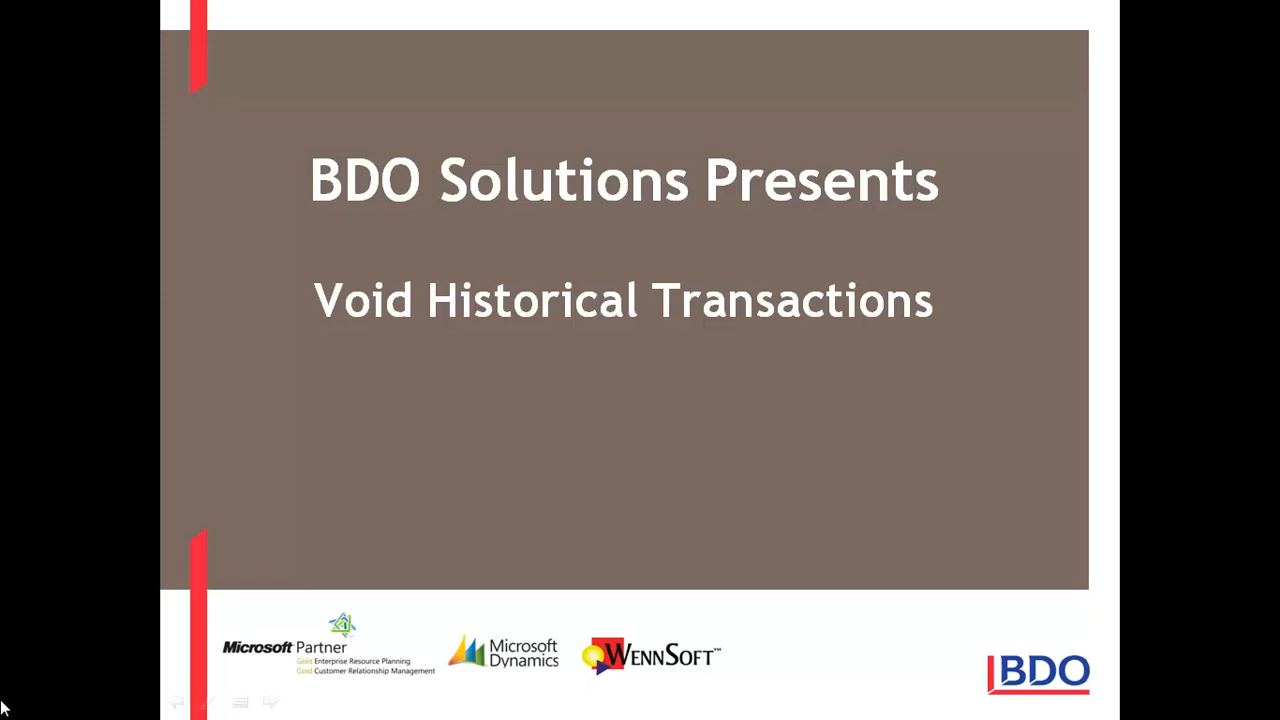 BDO Solutions Presents
Void Historical Transactions
Microsoft Partner
Gold Enterprise Resource Planning
Gold Customer Relationship Management
Microsoft Dynamics
WENNSOFT™
BDO